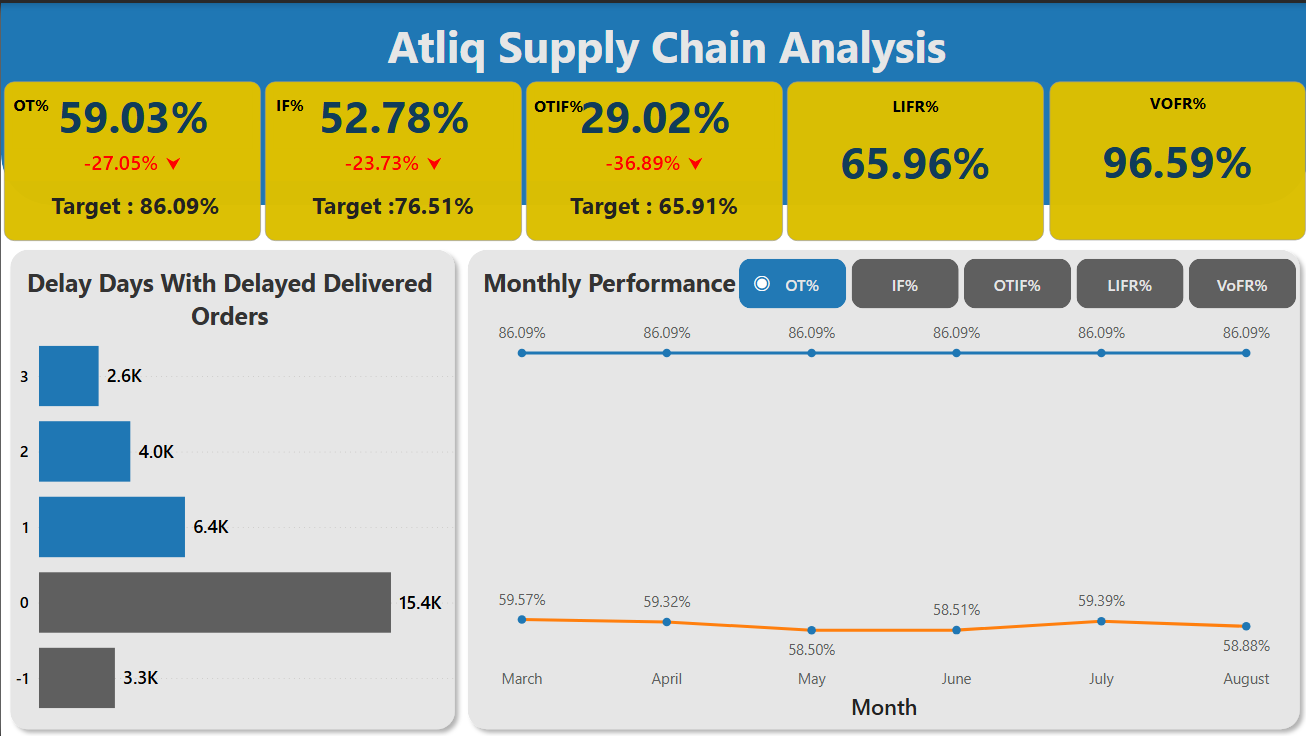 Atliq Supply Chain Analysis
OT%
59.03%
-27.05%
Target : 86.09%
IF%
52.78%
-23.73%
Target :76.51%
OTIF%
29.02%
-36.89%
Target : 65.91%
LIFR%
65.96%
VOFR%
96.59%
Delay Days With Delayed Delivered
Orders
3 2.6K
2 4.0K
1 6.4K
0 15.4K
-1 3.3K
Monthly Performance
OT% IF% OTIF% LIFR% VoFR%
86.09% 86.09% 86.09% 86.09% 86.09% 86.09%
59.57% 59.32% 58.50% 58.51% 59.39% 58.88%
March April May June July August
Month